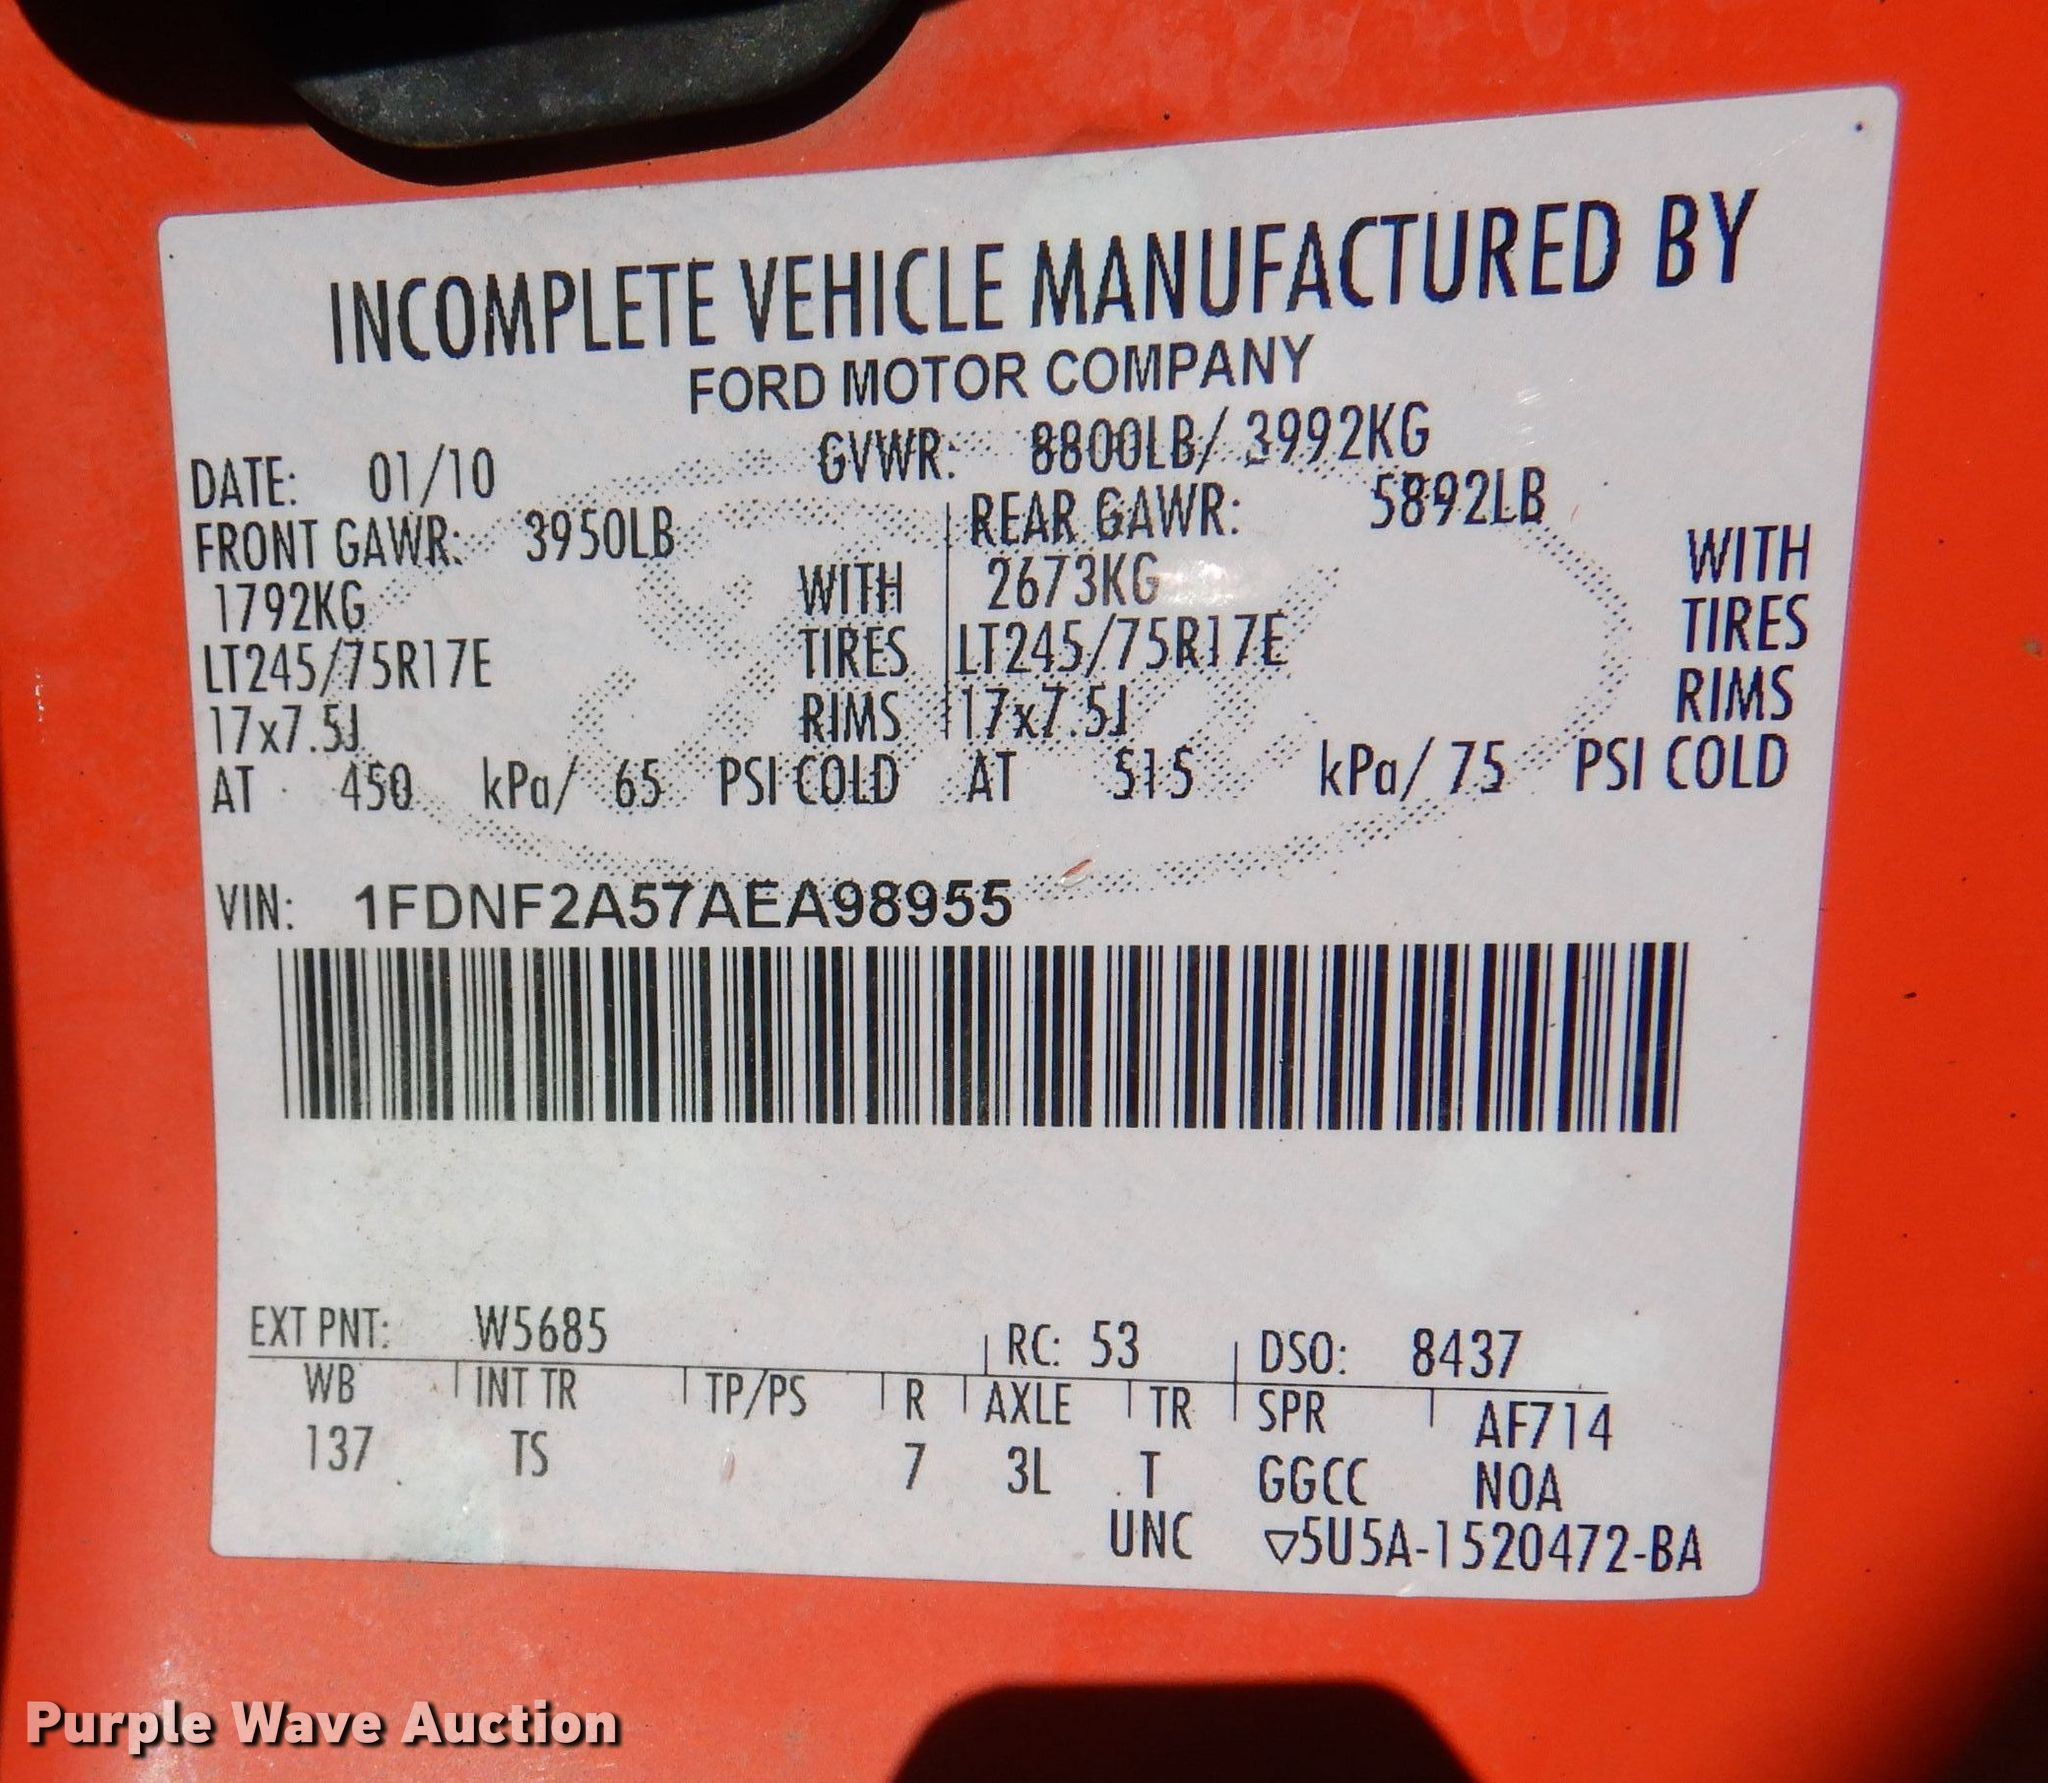 INCOMPLETE VEHICLE MANUFACTURED BY
FORD MOTOR COMPANY
DATE: 01/10 GVWR: 8800LB/ 3992KG
FRONT GAWR: 3950LB REAR GAWR: 5892LB
1792KG WITH 2673KG WITH
LT245/75R17E TIRES LT245/75R17E TIRES
17x7.5J RIMS 17x7.5J RIMS
AT 450 kPa/ 65 PSI COLD AT 515 kPa/ 75 PSI COLD
VIN: 1FDNF2A57AEA98955
EXT PNT: W5685 RC: 53 DSO: 8437
WB INT TR TP/PS R AXLE TR SPR AF714
137 TS 7 3L T GGCC NOA
UNC ▽5U5A-1520472-BA
Purple Wave Auction